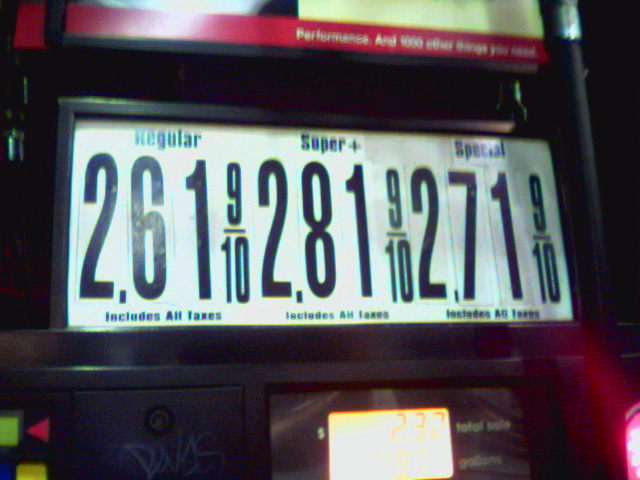 Performance. And 1000 other things you need.
Regular Super+ Special
2.61 9/10 2.81 9/10 2.71 9/10
Includes All Taxes Includes All Taxes Includes All Taxes
$ total sale
gallons